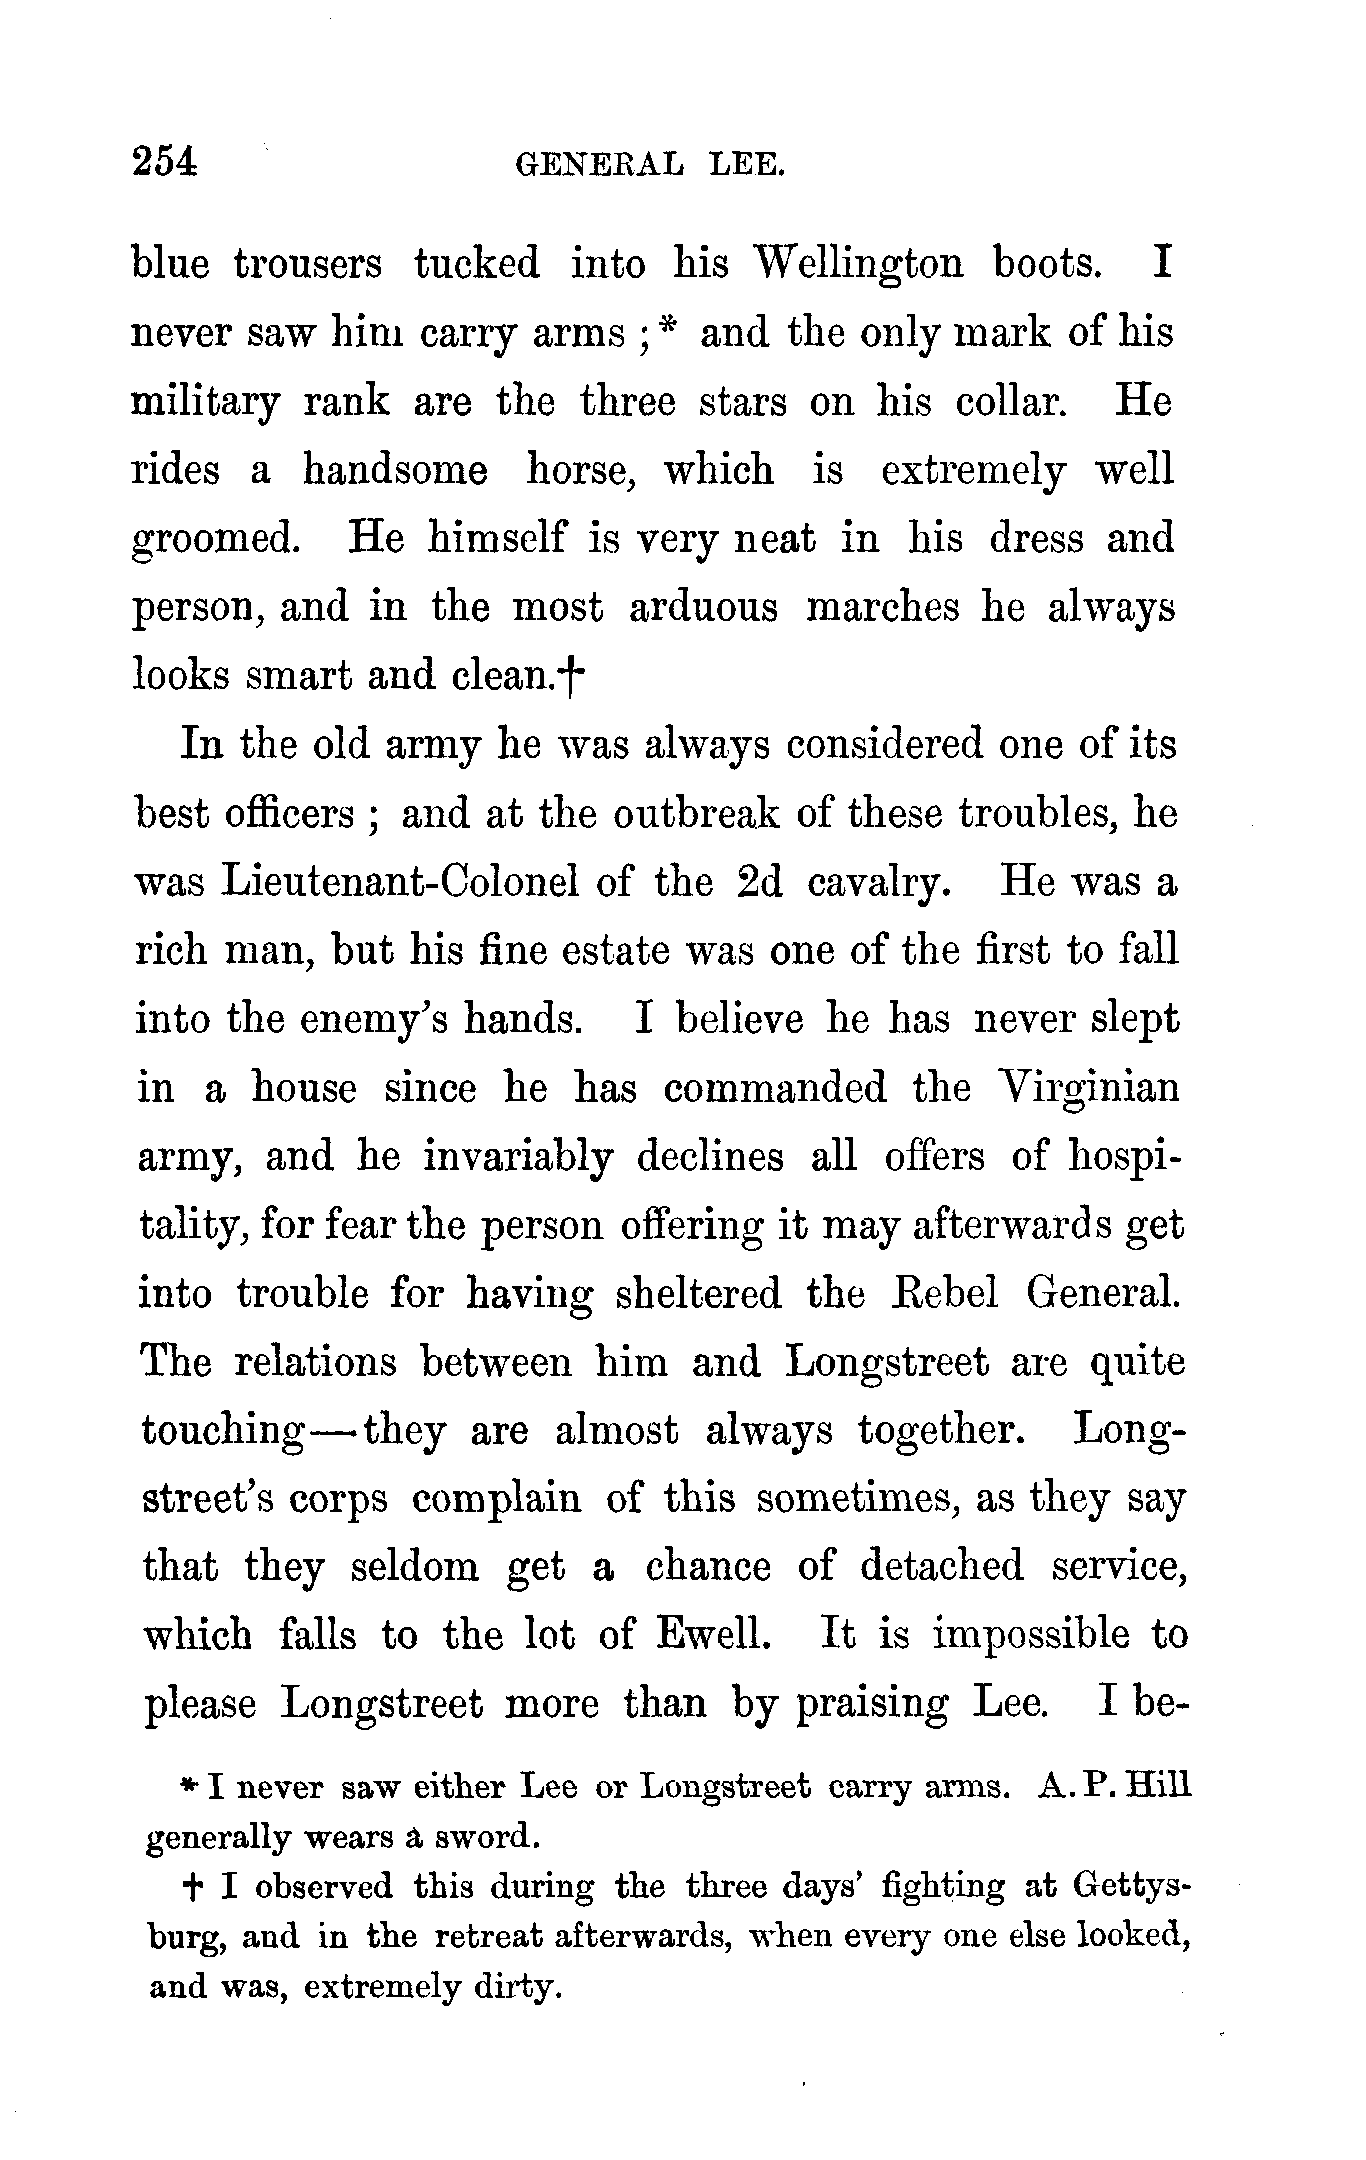 254 GENERAL LEE.
blue trousers tucked into his Wellington boots. I
never saw him carry arms ;* and the only mark of his
military rank are the three stars on his collar. He
rides a handsome horse, which is extremely well
groomed. He himself is very neat in his dress and
person, and in the most arduous marches he always
looks smart and clean.†
In the old army he was always considered one of its
best officers ; and at the outbreak of these troubles, he
was Lieutenant-Colonel of the 2d cavalry. He was a
rich man, but his fine estate was one of the first to fall
into the enemy's hands. I believe he has never slept
in a house since he has commanded the Virginian
army, and he invariably declines all offers of hospi-
tality, for fear the person offering it may afterwards get
into trouble for having sheltered the Rebel General.
The relations between him and Longstreet are quite
touching—they are almost always together. Long-
street's corps complain of this sometimes, as they say
that they seldom get a chance of detached service,
which falls to the lot of Ewell. It is impossible to
please Longstreet more than by praising Lee. I be-
* I never saw either Lee or Longstreet carry arms. A. P. Hill
generally wears a sword.
† I observed this during the three days' fighting at Gettys-
burg, and in the retreat afterwards, when every one else looked,
and was, extremely dirty.